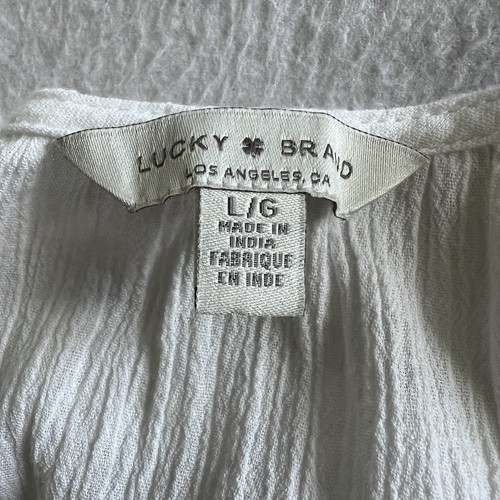 LUCKY BRAND
LOS ANGELES, CA
L/G
MADE IN
INDIA
FABRIQUE
EN INDE